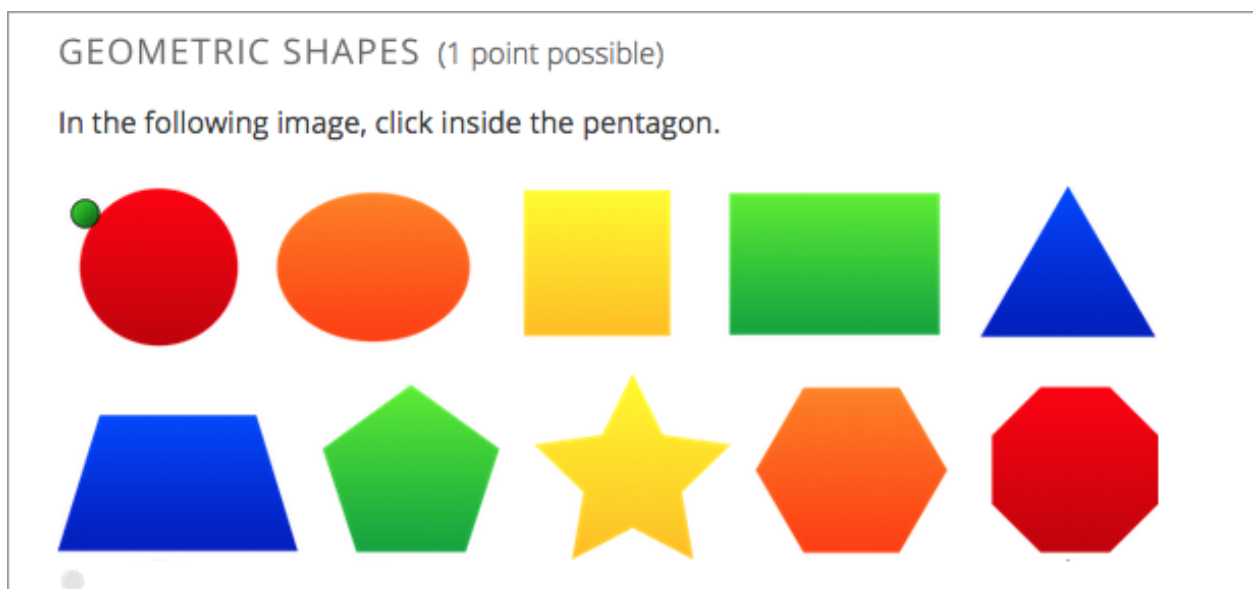 GEOMETRIC SHAPES (1 point possible)
In the following image, click inside the pentagon.